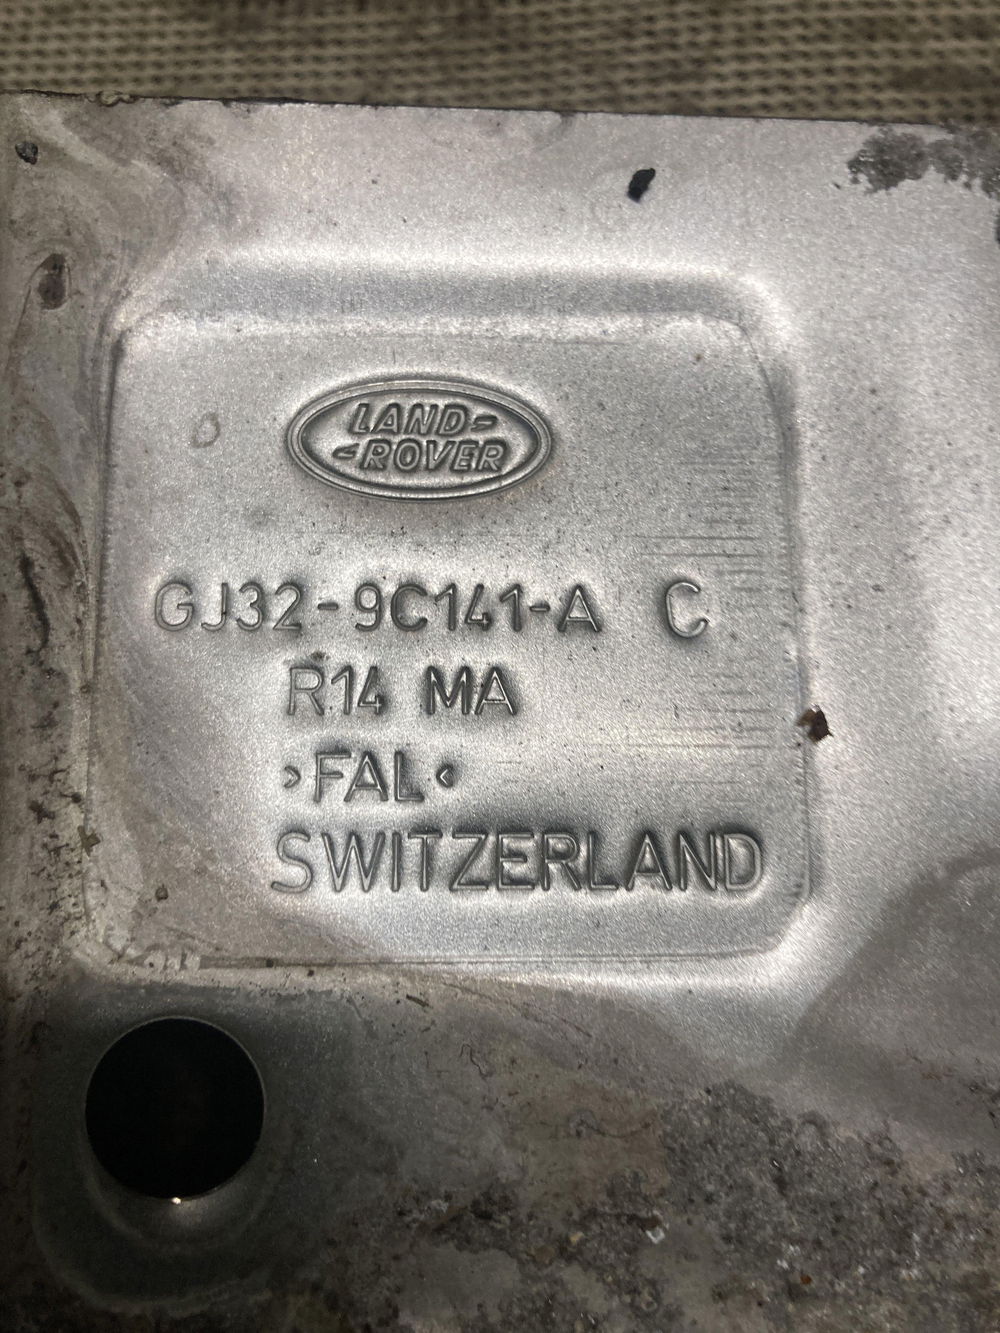 LAND
ROVER
GJ32-9C141-A C
R14 MA
>FAL<
SWITZERLAND